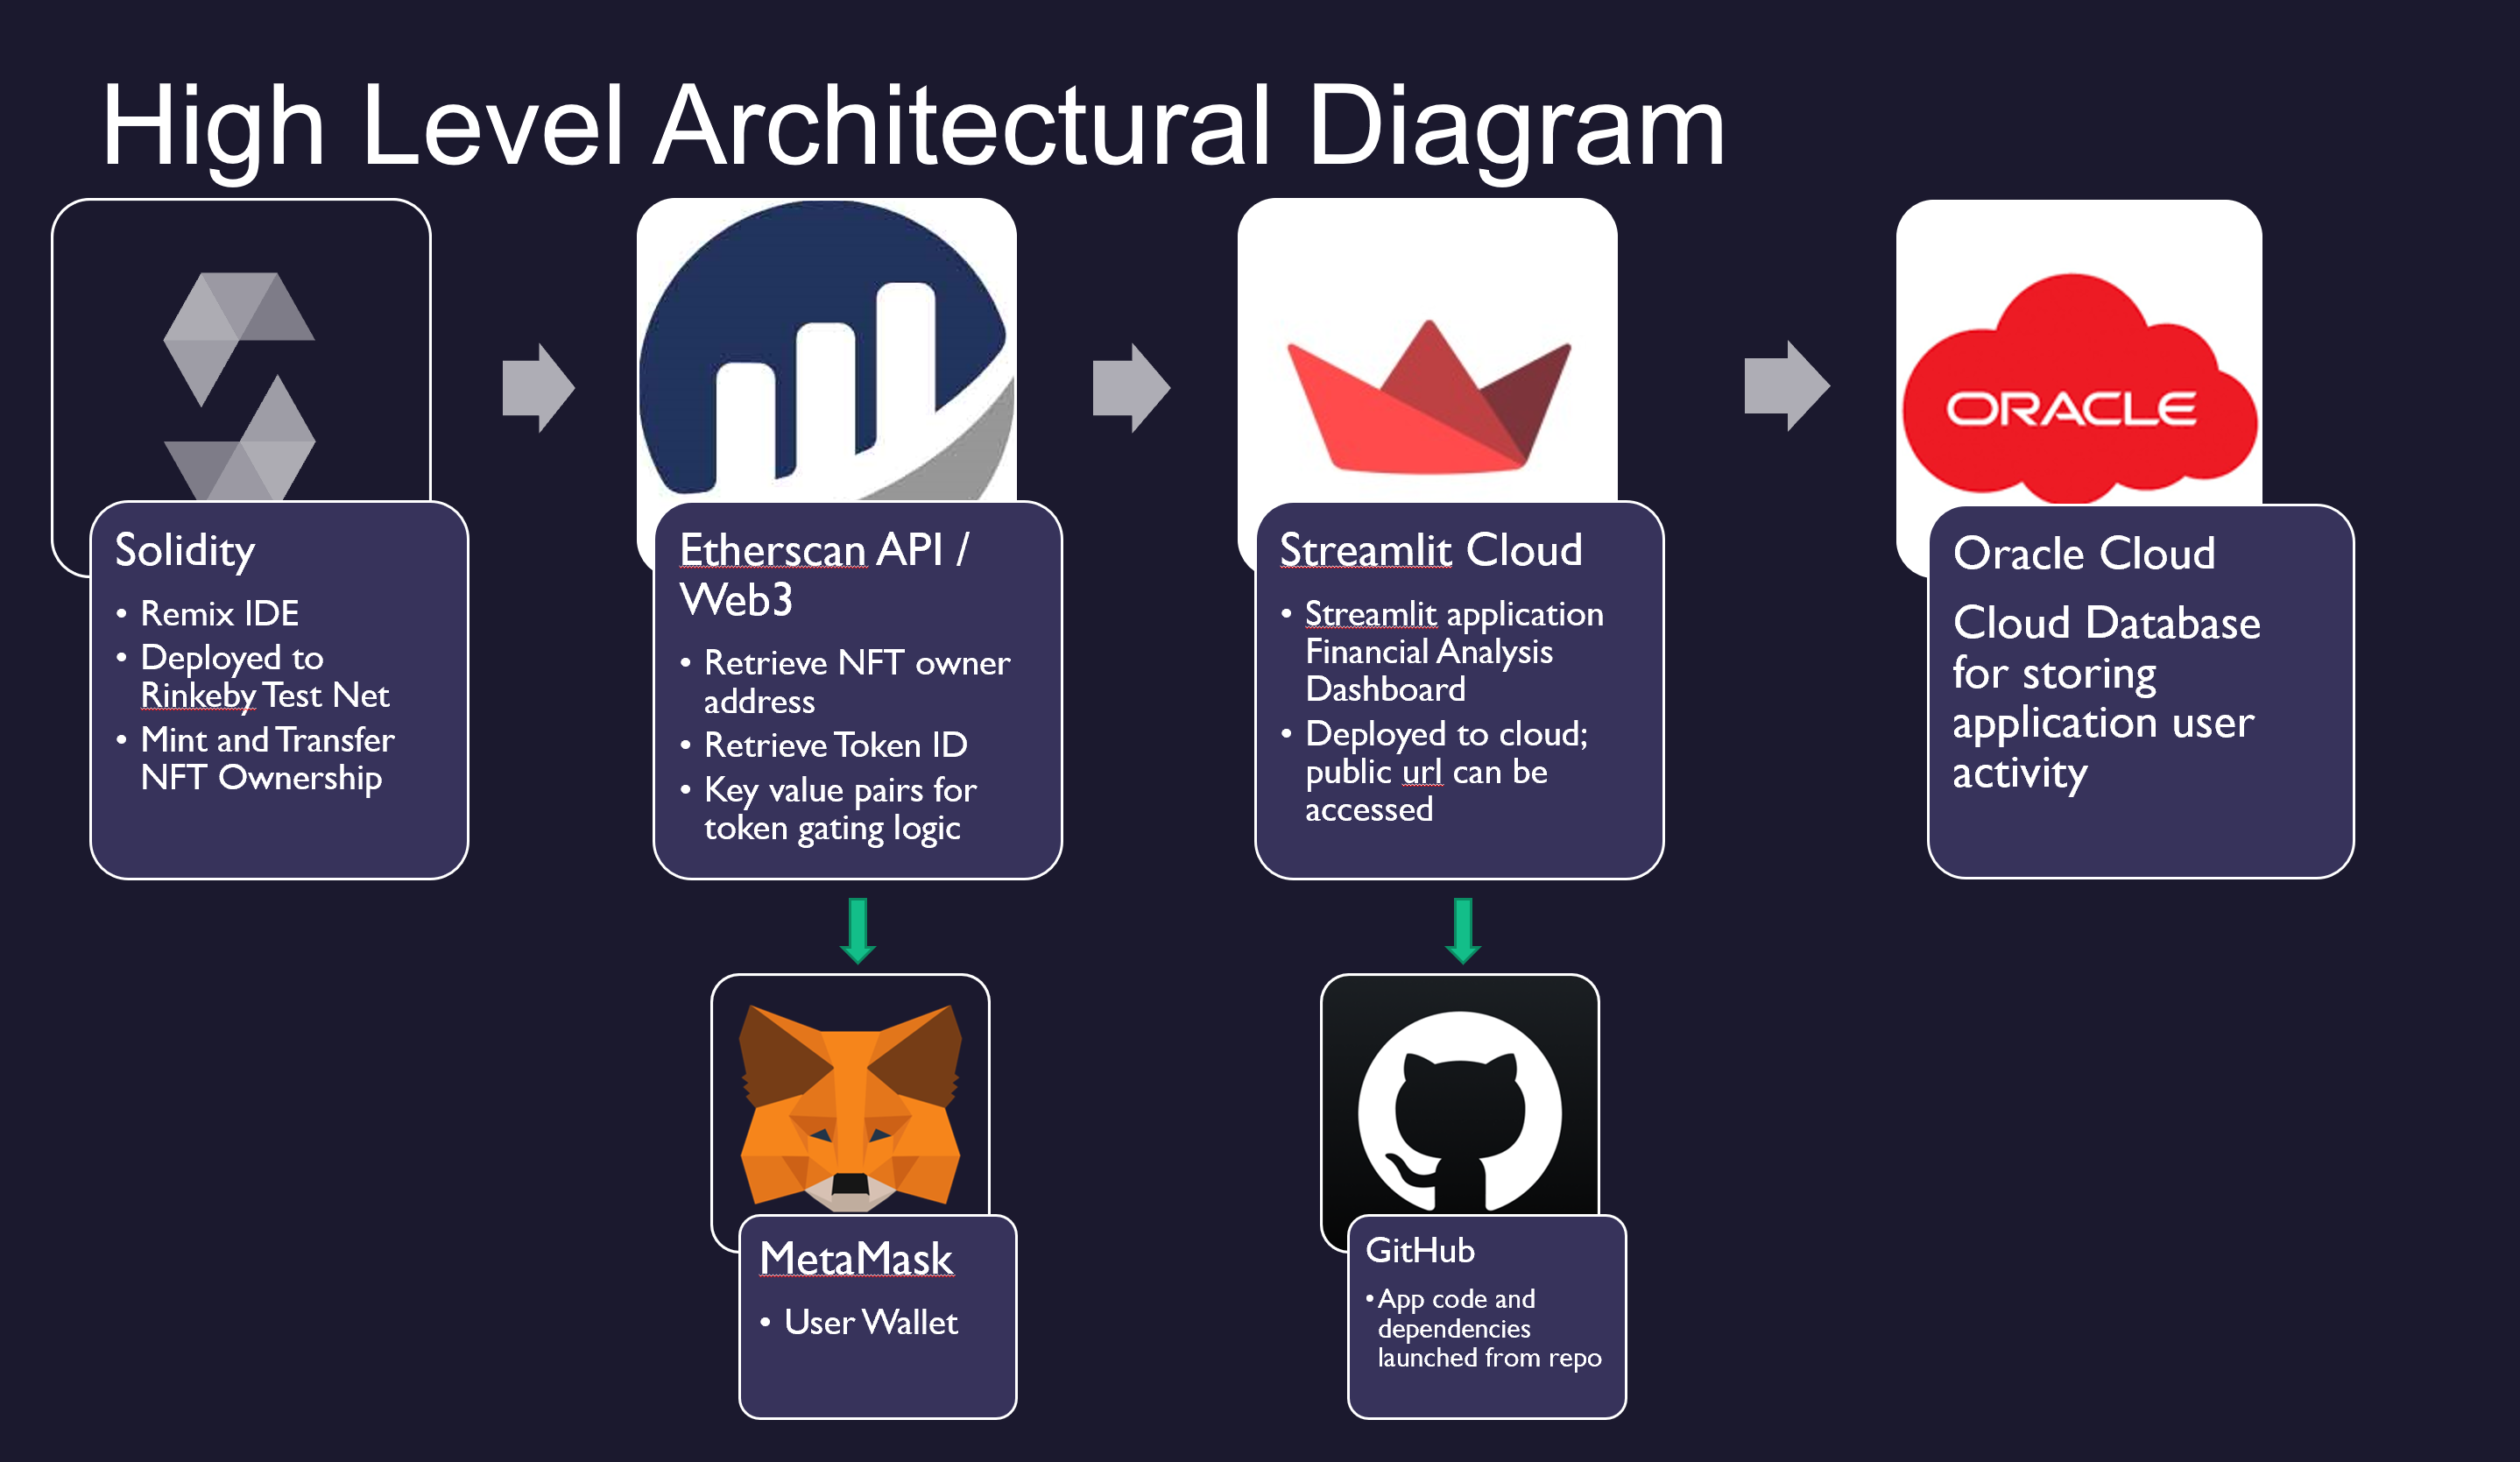 High Level Architectural Diagram
ORACLE
Solidity
• Remix IDE
• Deployed to
Rinkeby Test Net
• Mint and Transfer
NFT Ownership
Etherscan API /
Web3
• Retrieve NFT owner
address
• Retrieve Token ID
• Key value pairs for
token gating logic
Streamlit Cloud
• Streamlit application
Financial Analysis
Dashboard
• Deployed to cloud;
public url can be
accessed
Oracle Cloud
Cloud Database
for storing
application user
activity
MetaMask
• User Wallet
GitHub
• App code and
dependencies
launched from repo